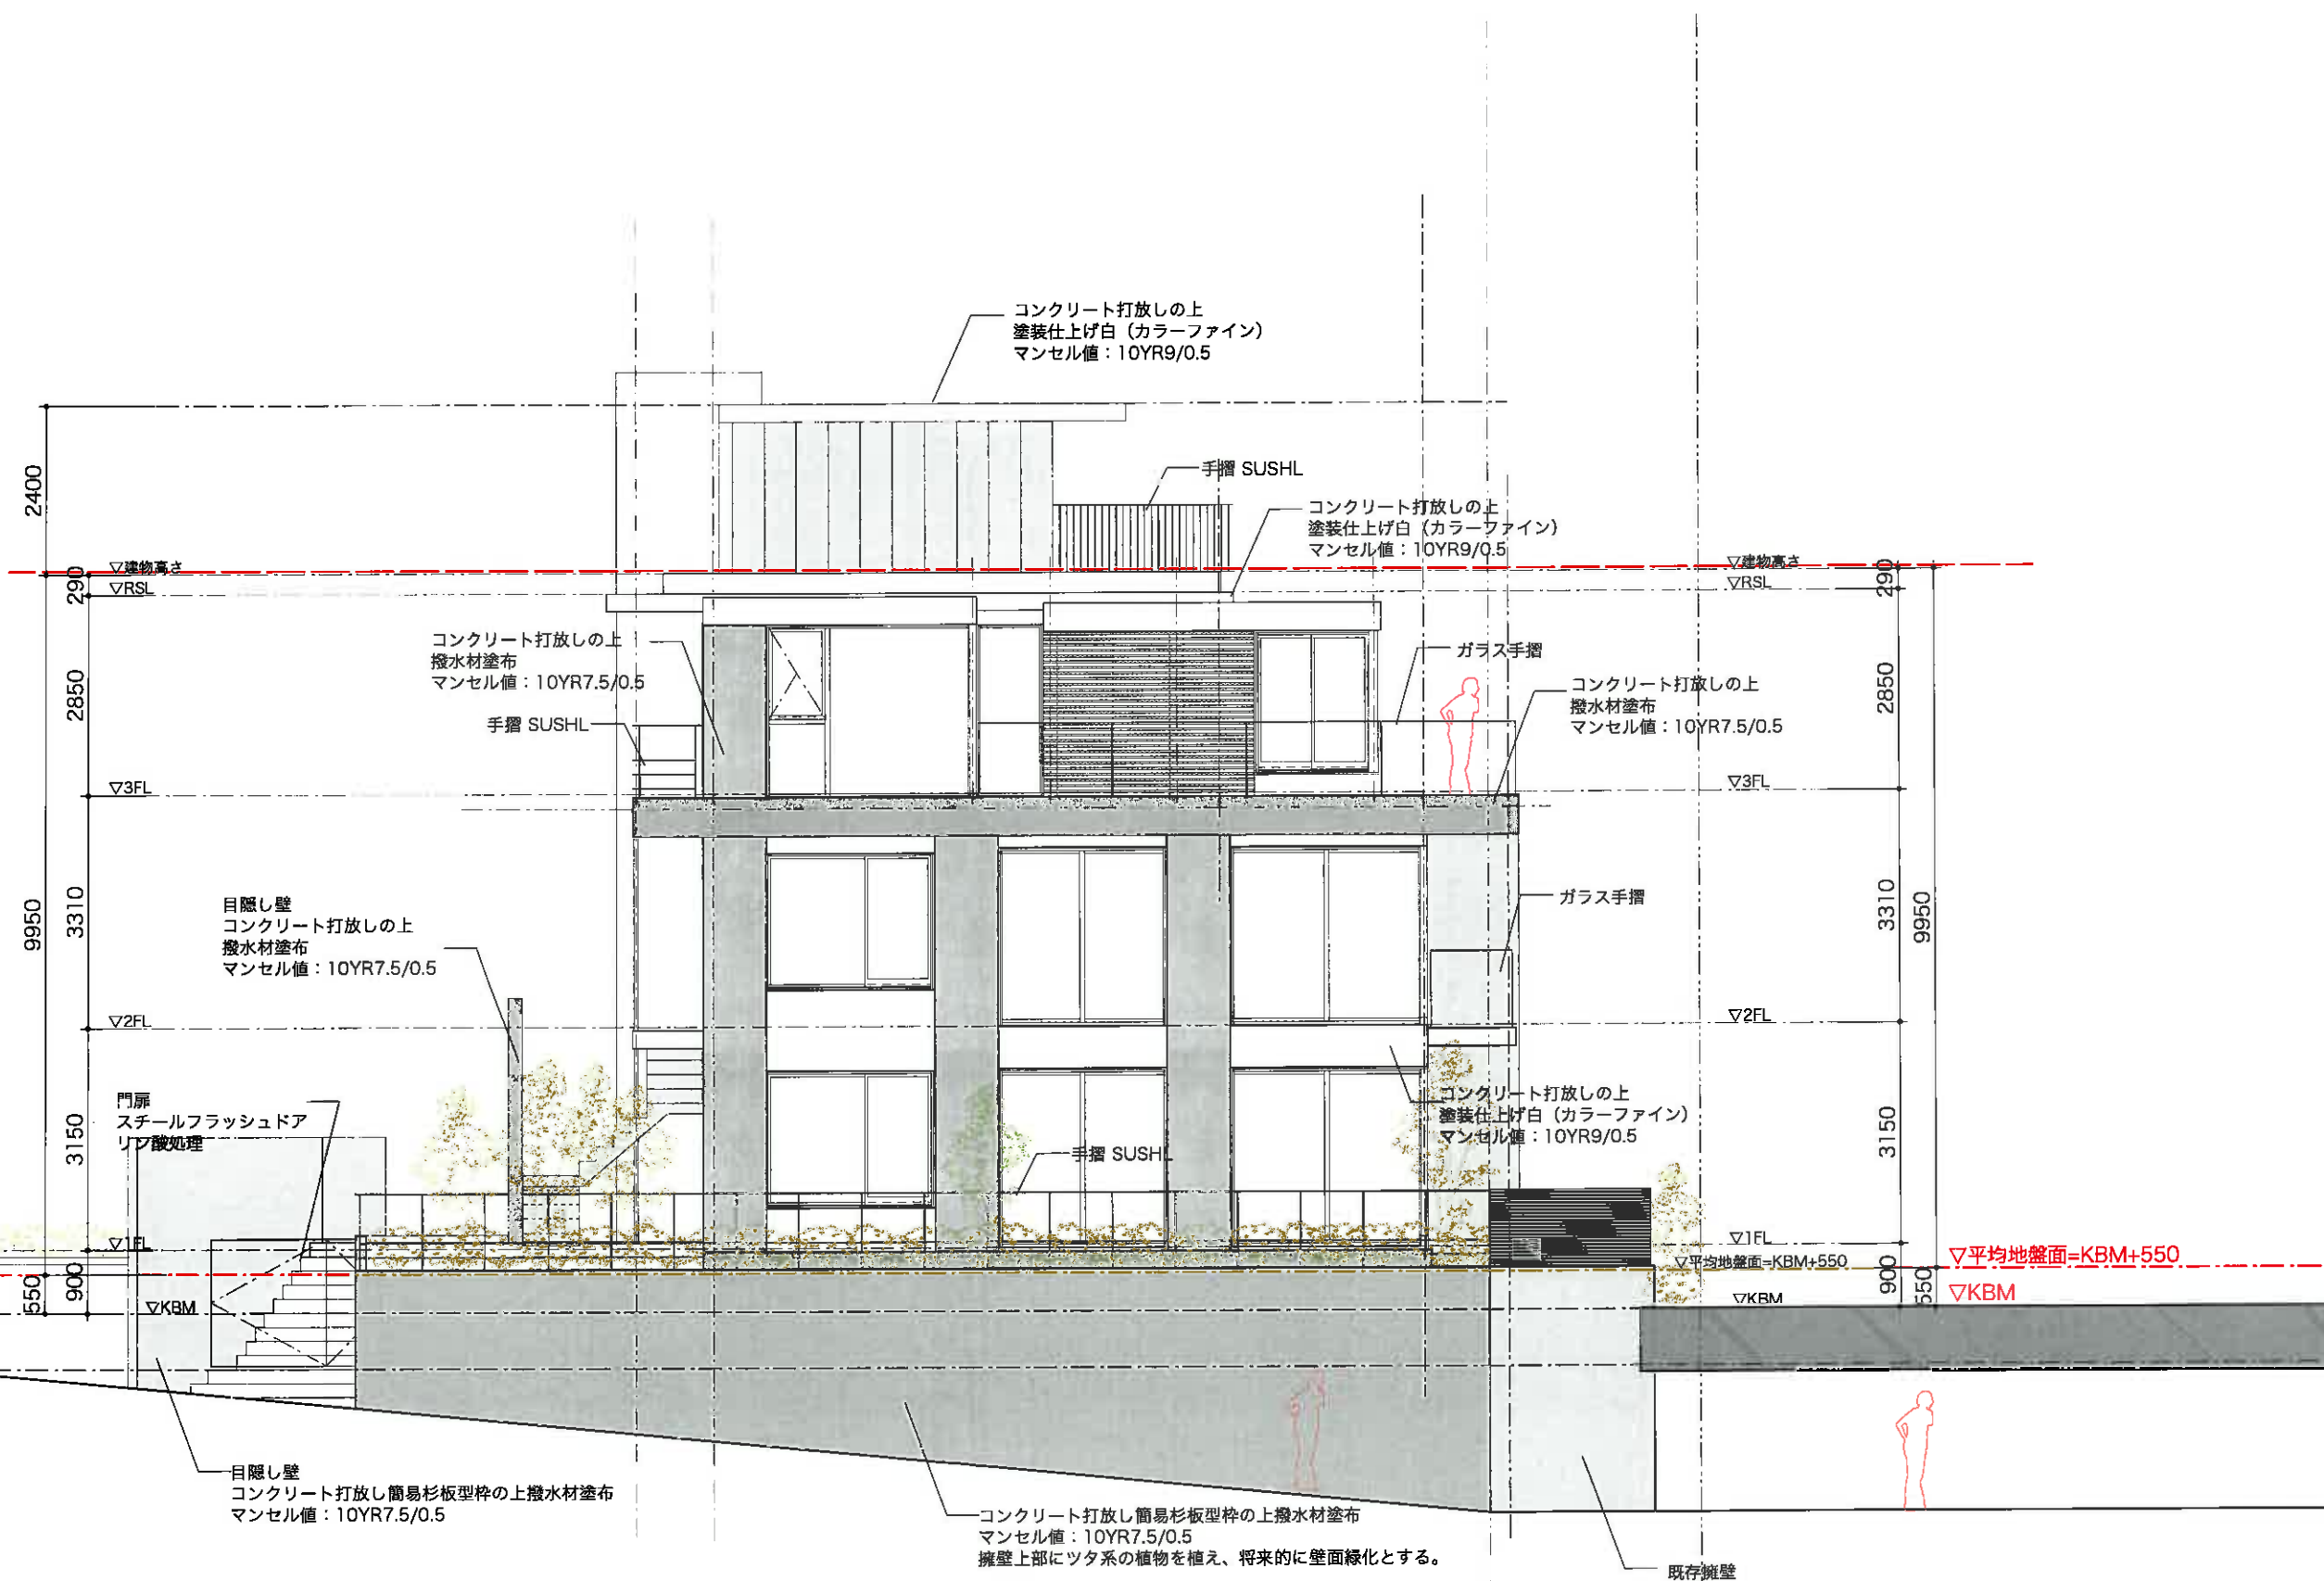 コンクリート打放しの上
塗装仕上げ白（カラーファイン）
マンセル値：10YR9/0.5
手摺 SUSHL
コンクリート打放しの上
塗装仕上げ白（カラーファイン）
マンセル値：10YR9/0.5
2400
▽建物高さ
290
▽RSL
▽建物高さ
▽RSL
290
コンクリート打放しの上
撥水材塗布
マンセル値：10YR7.5/0.5
手摺 SUSHL
ガラス手摺
コンクリート打放しの上
撥水材塗布
マンセル値：10YR7.5/0.5
2850
2850
▽3FL
▽3FL
目隠し壁
コンクリート打放しの上
撥水材塗布
マンセル値：10YR7.5/0.5
ガラス手摺
9950
3310
3310
9950
▽2FL
▽2FL
門扉
スチールフラッシュドア
リン酸処理
コンクリート打放しの上
塗装仕上げ白（カラーファイン）
マンセル値：10YR9/0.5
手摺 SUSHL
3150
3150
▽1FL
▽1FL
▽平均地盤面=KBM+550
▽平均地盤面=KBM+550
550
900
▽KBM
▽KBM
900
550
▽KBM
目隠し壁
コンクリート打放し簡易杉板型枠の上撥水材塗布
マンセル値：10YR7.5/0.5
コンクリート打放し簡易杉板型枠の上撥水材塗布
マンセル値：10YR7.5/0.5
擁壁上部にツタ系の植物を植え、将来的に壁面緑化とする。
既存擁壁